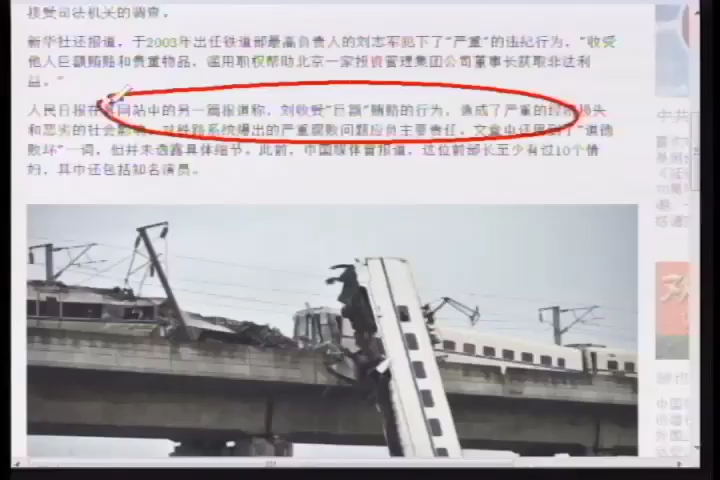 接受司法机关的调查。
新华社还报道，于2003年出任铁道部最高负责人的刘志军犯下了“严重”的违纪行为，“收受
他人巨额贿赂和贵重物品，滥用职权帮助北京一家投资管理集团公司董事长获取非法利
益。”
人民日报在其网站中的另一篇报道称，刘收受“巨额”贿赂的行为，造成了严重的经济损失
和恶劣的社会影响，对铁路系统爆出的严重腐败问题应负主要责任。文章中还用到了“道德
败坏”一词，但并未透露具体细节。此前，中国媒体曾报道，这位前部长至少有过10个情
妇，其中还包括知名演员。
中共